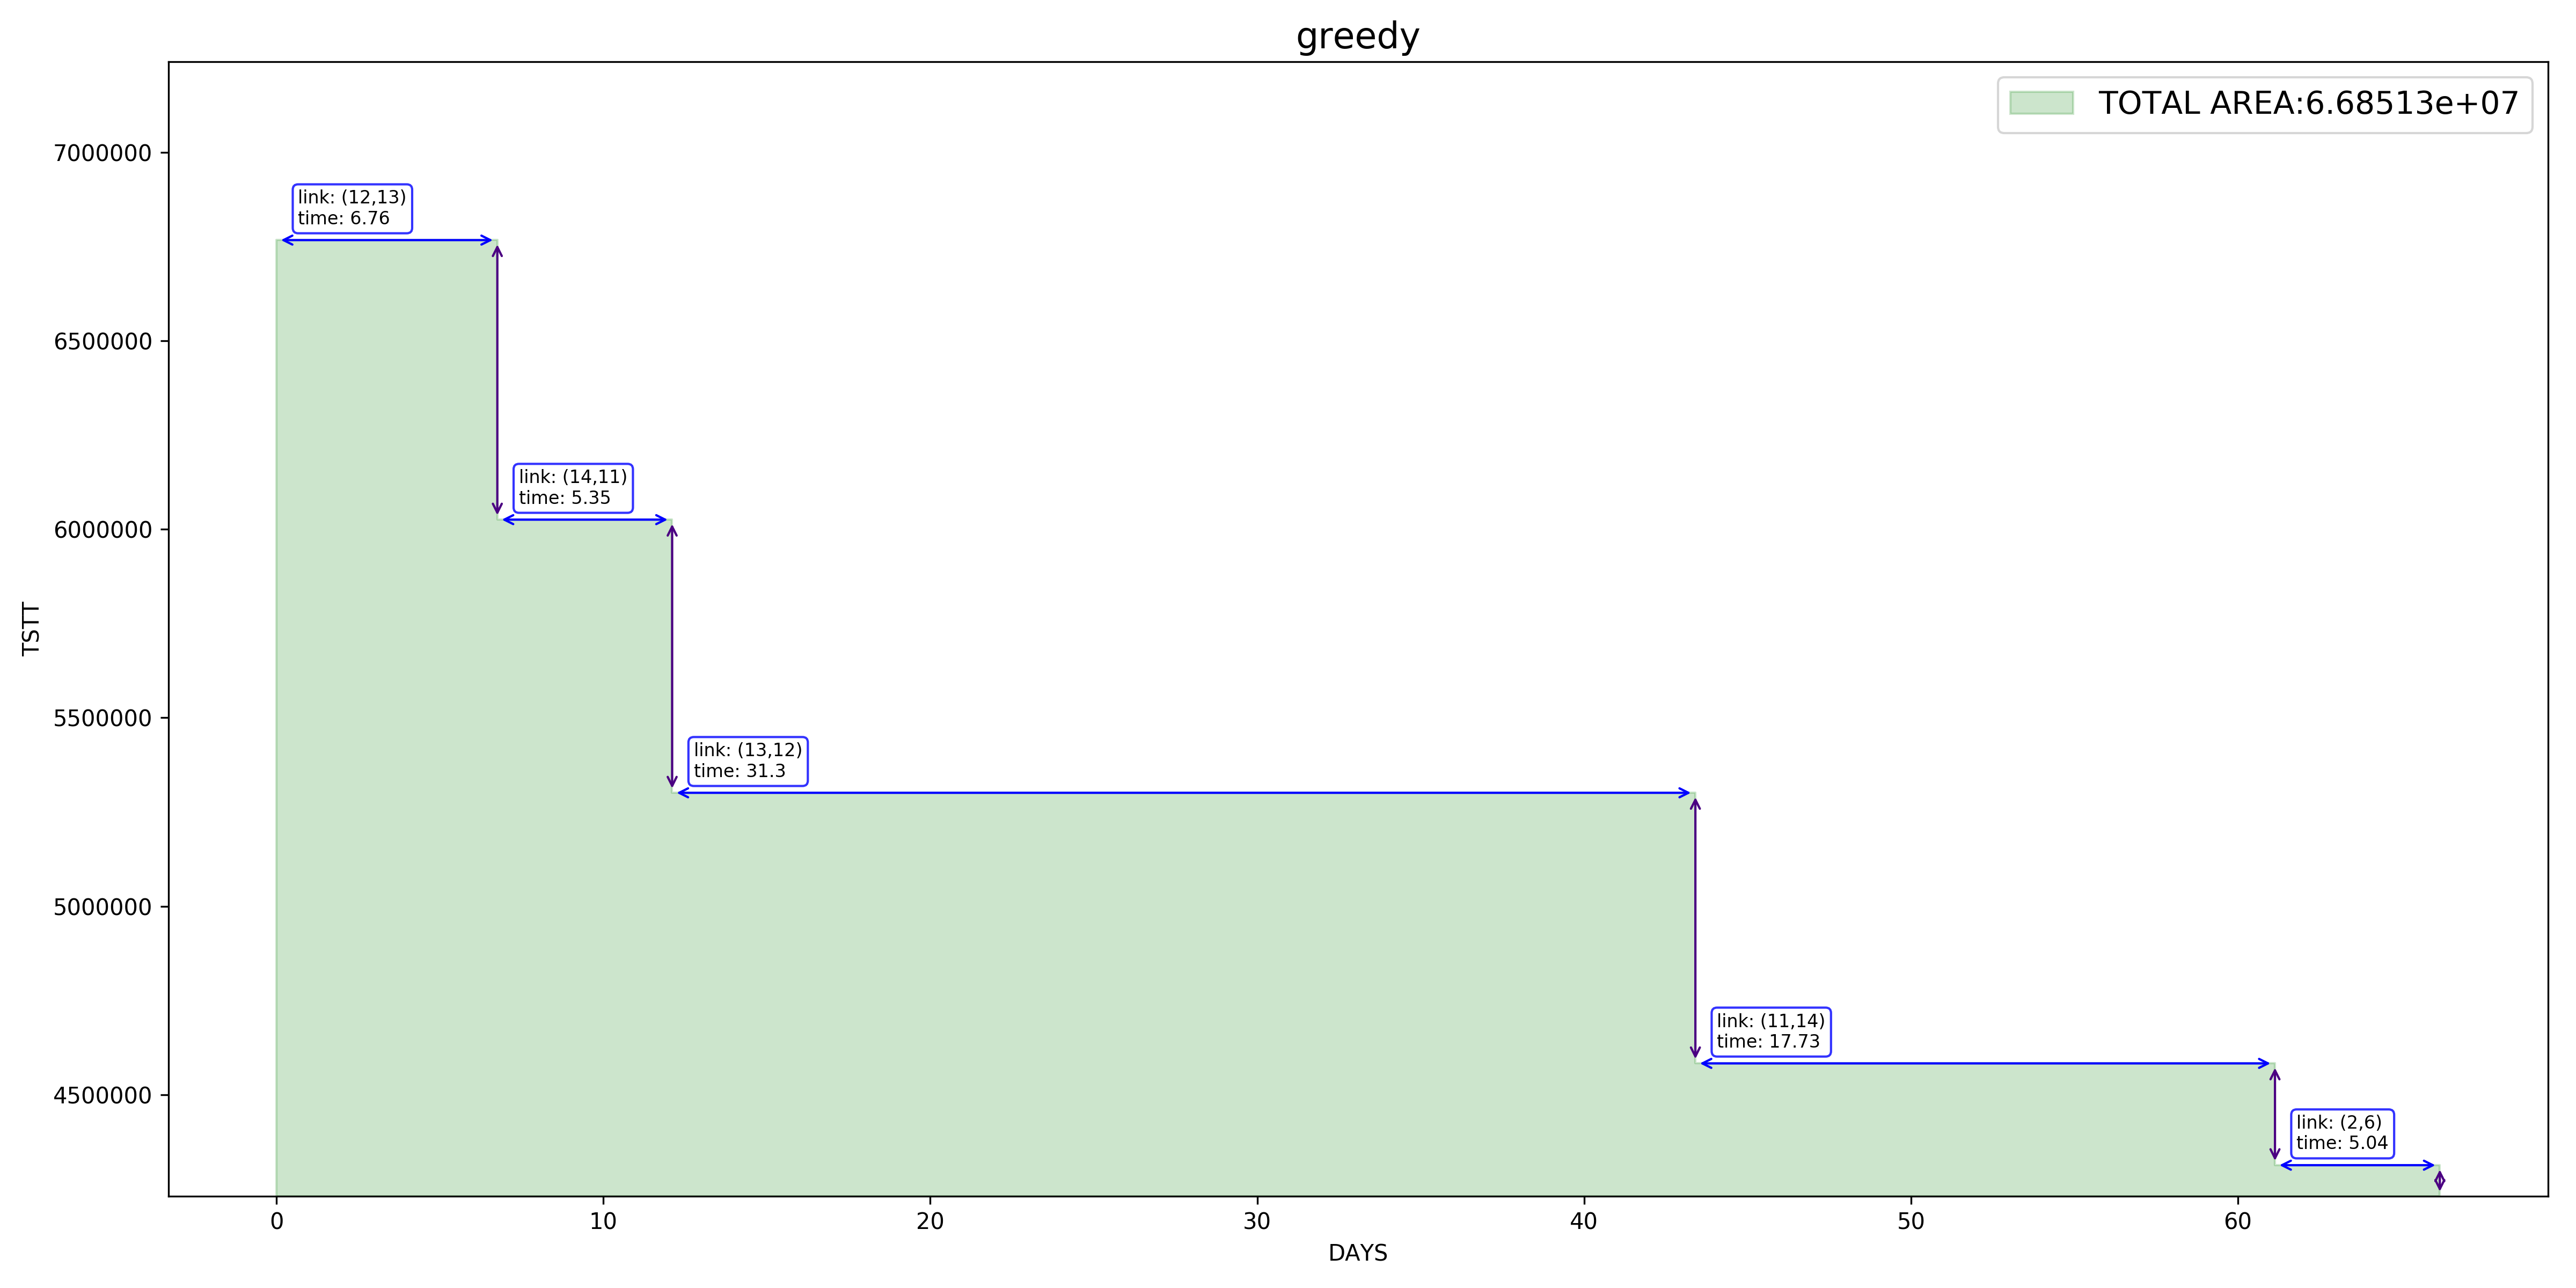 greedy
TOTAL AREA:6.68513e+07
7000000
6500000
6000000
5500000
5000000
4500000
TSTT
link: (12,13)
time: 6.76
link: (14,11)
time: 5.35
link: (13,12)
time: 31.3
link: (11,14)
time: 17.73
link: (2,6)
time: 5.04
0 10 20 30 40 50 60
DAYS